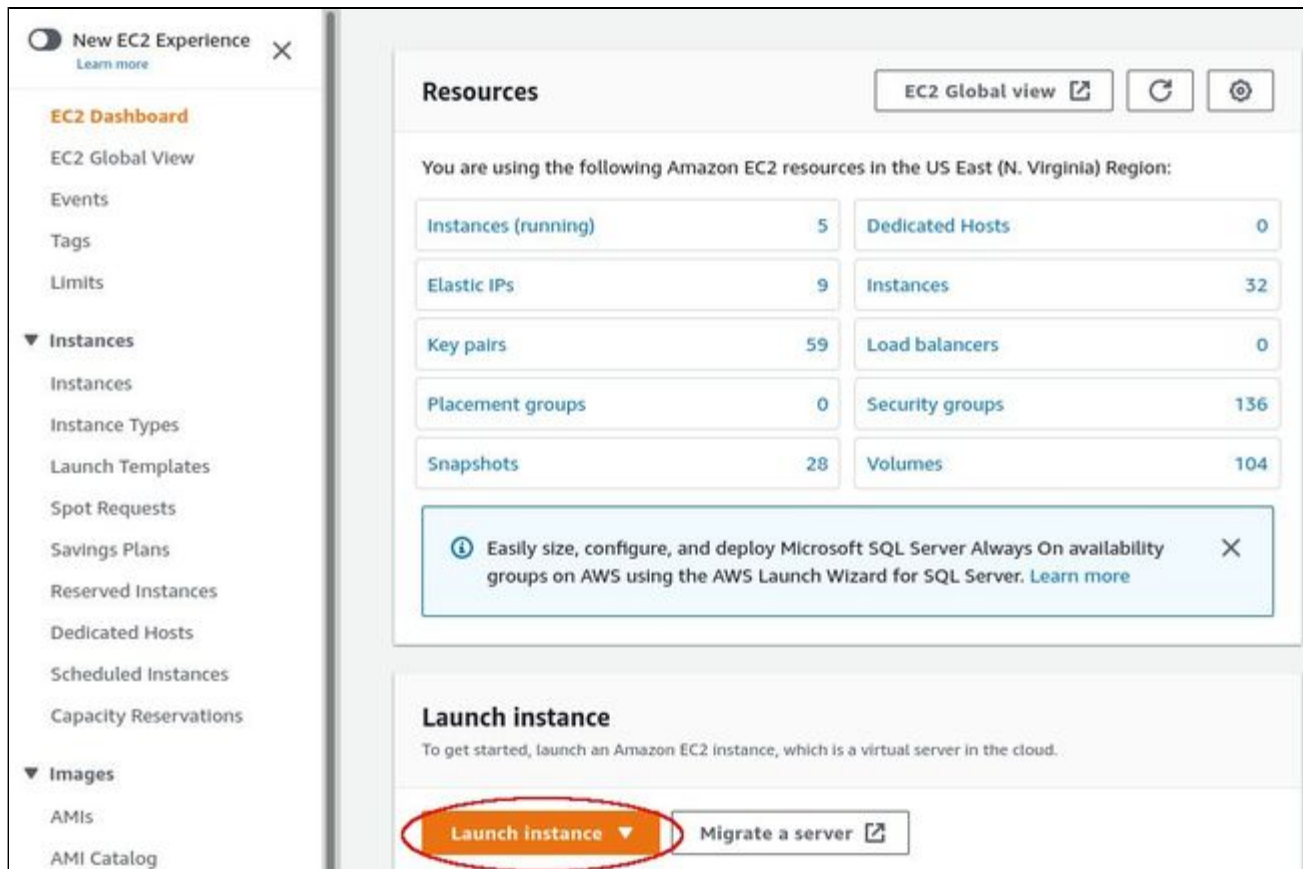 New EC2 Experience
Learn more
EC2 Dashboard
EC2 Global View
Events
Tags
Limits
Instances
Instances
Instance Types
Launch Templates
Spot Requests
Savings Plans
Reserved Instances
Dedicated Hosts
Scheduled Instances
Capacity Reservations
Images
AMIs
AMI Catalog
Resources
EC2 Global view
You are using the following Amazon EC2 resources in the US East (N. Virginia) Region:
Instances (running) 5
Dedicated Hosts 0
Elastic IPs 9
Instances 32
Key pairs 59
Load balancers 0
Placement groups 0
Security groups 136
Snapshots 28
Volumes 104
Easily size, configure, and deploy Microsoft SQL Server Always On availability
groups on AWS using the AWS Launch Wizard for SQL Server. Learn more
Launch instance
To get started, launch an Amazon EC2 instance, which is a virtual server in the cloud.
Launch instance
Migrate a server